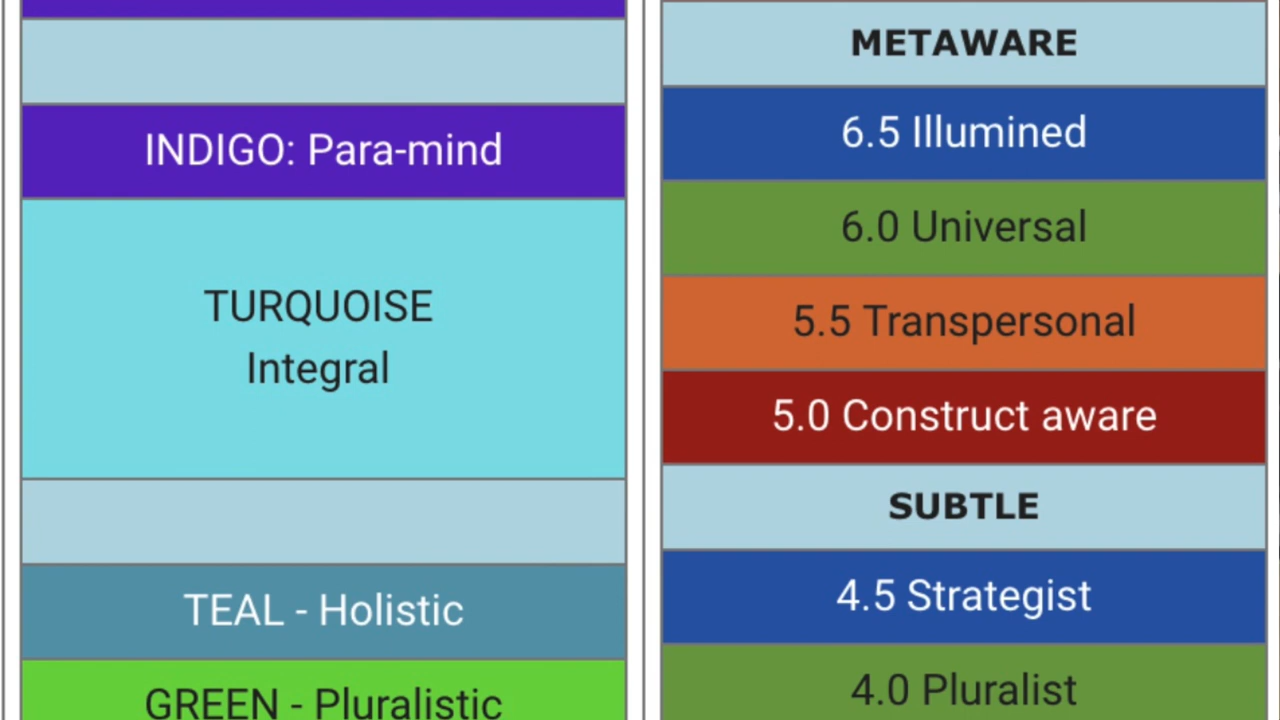 INDIGO: Para-mind
TURQUOISE
Integral
TEAL - Holistic
GREEN - Pluralistic
METAWARE
6.5 Illumined
6.0 Universal
5.5 Transpersonal
5.0 Construct aware
SUBTLE
4.5 Strategist
4.0 Pluralist